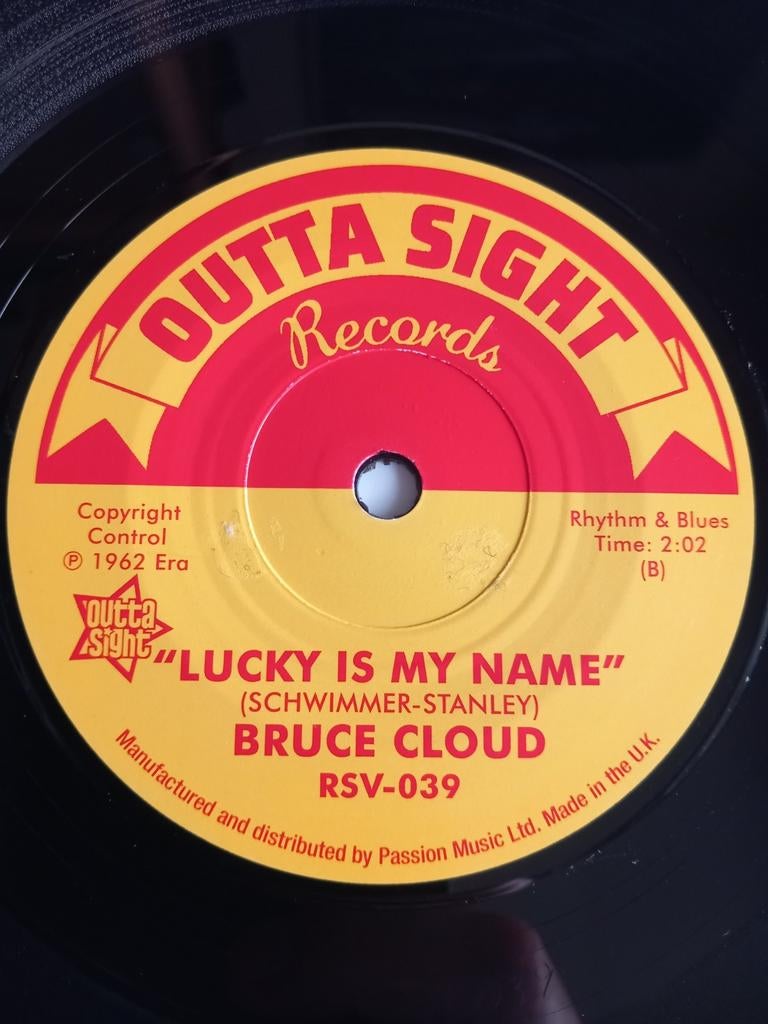 OUTTA SIGHT
Records
Copyright
Control
℗ 1962 Era
Rhythm & Blues
Time: 2:02
(B)
outta
sight
"LUCKY IS MY NAME"
(SCHWIMMER-STANLEY)
BRUCE CLOUD
RSV-039
Manufactured and distributed by Passion Music Ltd. Made in the U.K.